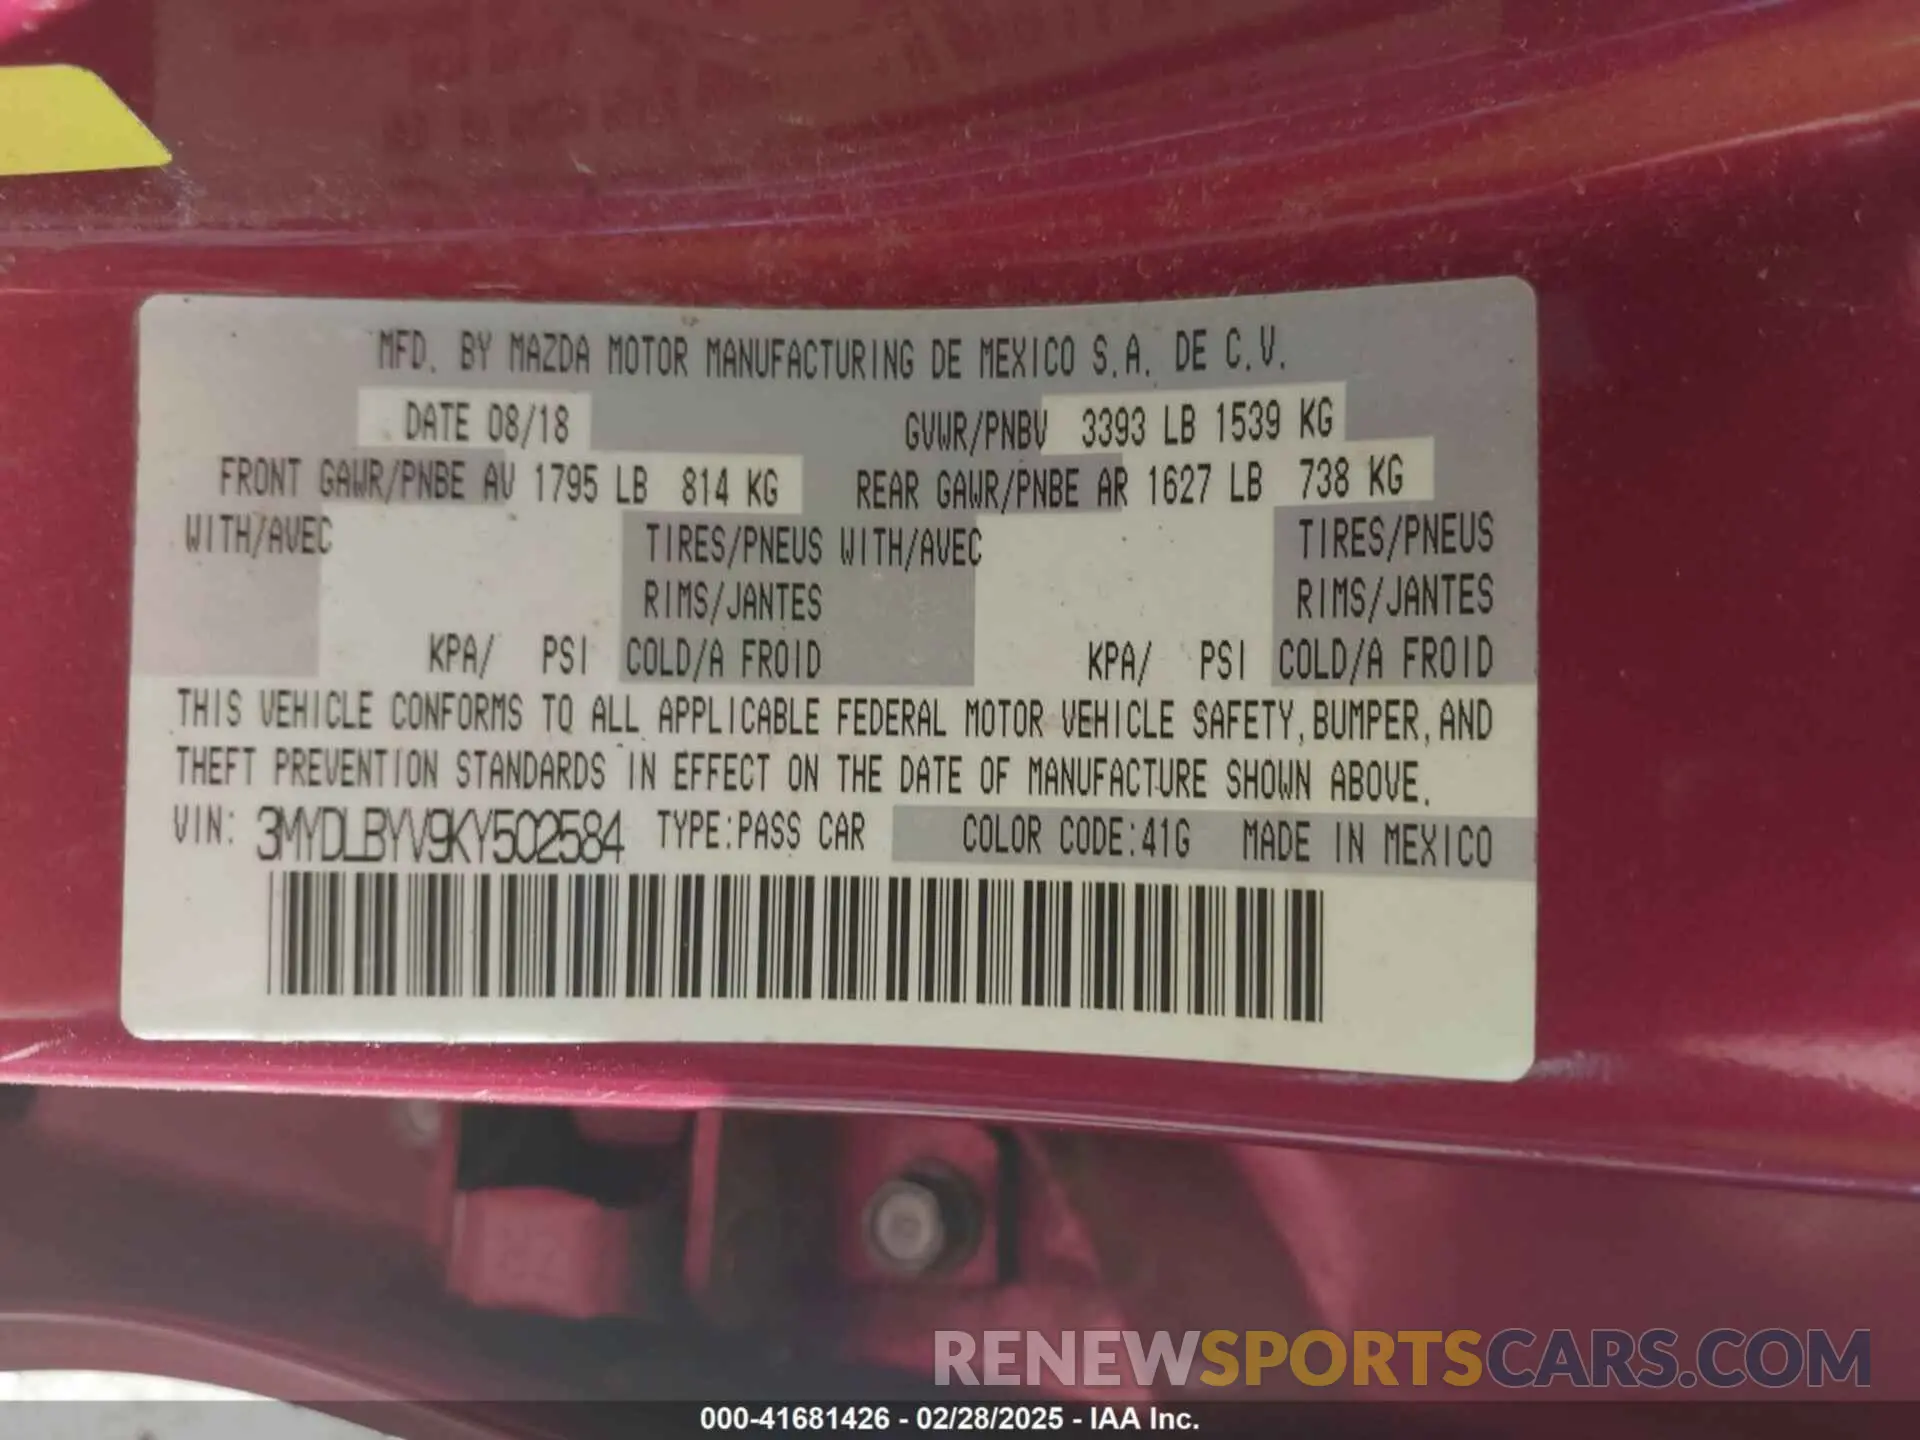 MFD. BY MAZDA MOTOR MANUFACTURING DE MEXICO S.A. DE C.V.
DATE 08/18 GVWR/PNBV 3393 LB 1539 KG
FRONT GAWR/PNBE AV 1795 LB 814 KG REAR GAWR/PNBE AR 1627 LB 738 KG
WITH/AVEC TIRES/PNEUS WITH/AVEC TIRES/PNEUS
RIMS/JANTES RIMS/JANTES
KPA/ PSI COLD/A FROID KPA/ PSI COLD/A FROID
THIS VEHICLE CONFORMS TO ALL APPLICABLE FEDERAL MOTOR VEHICLE SAFETY, BUMPER, AND
THEFT PREVENTION STANDARDS IN EFFECT ON THE DATE OF MANUFACTURE SHOWN ABOVE.
VIN: 3MYDLBYV9KY502584 TYPE:PASS CAR COLOR CODE:41G MADE IN MEXICO
RENEWSPORTSCARS.COM
000-41681426 - 02/28/2025 - IAA Inc.